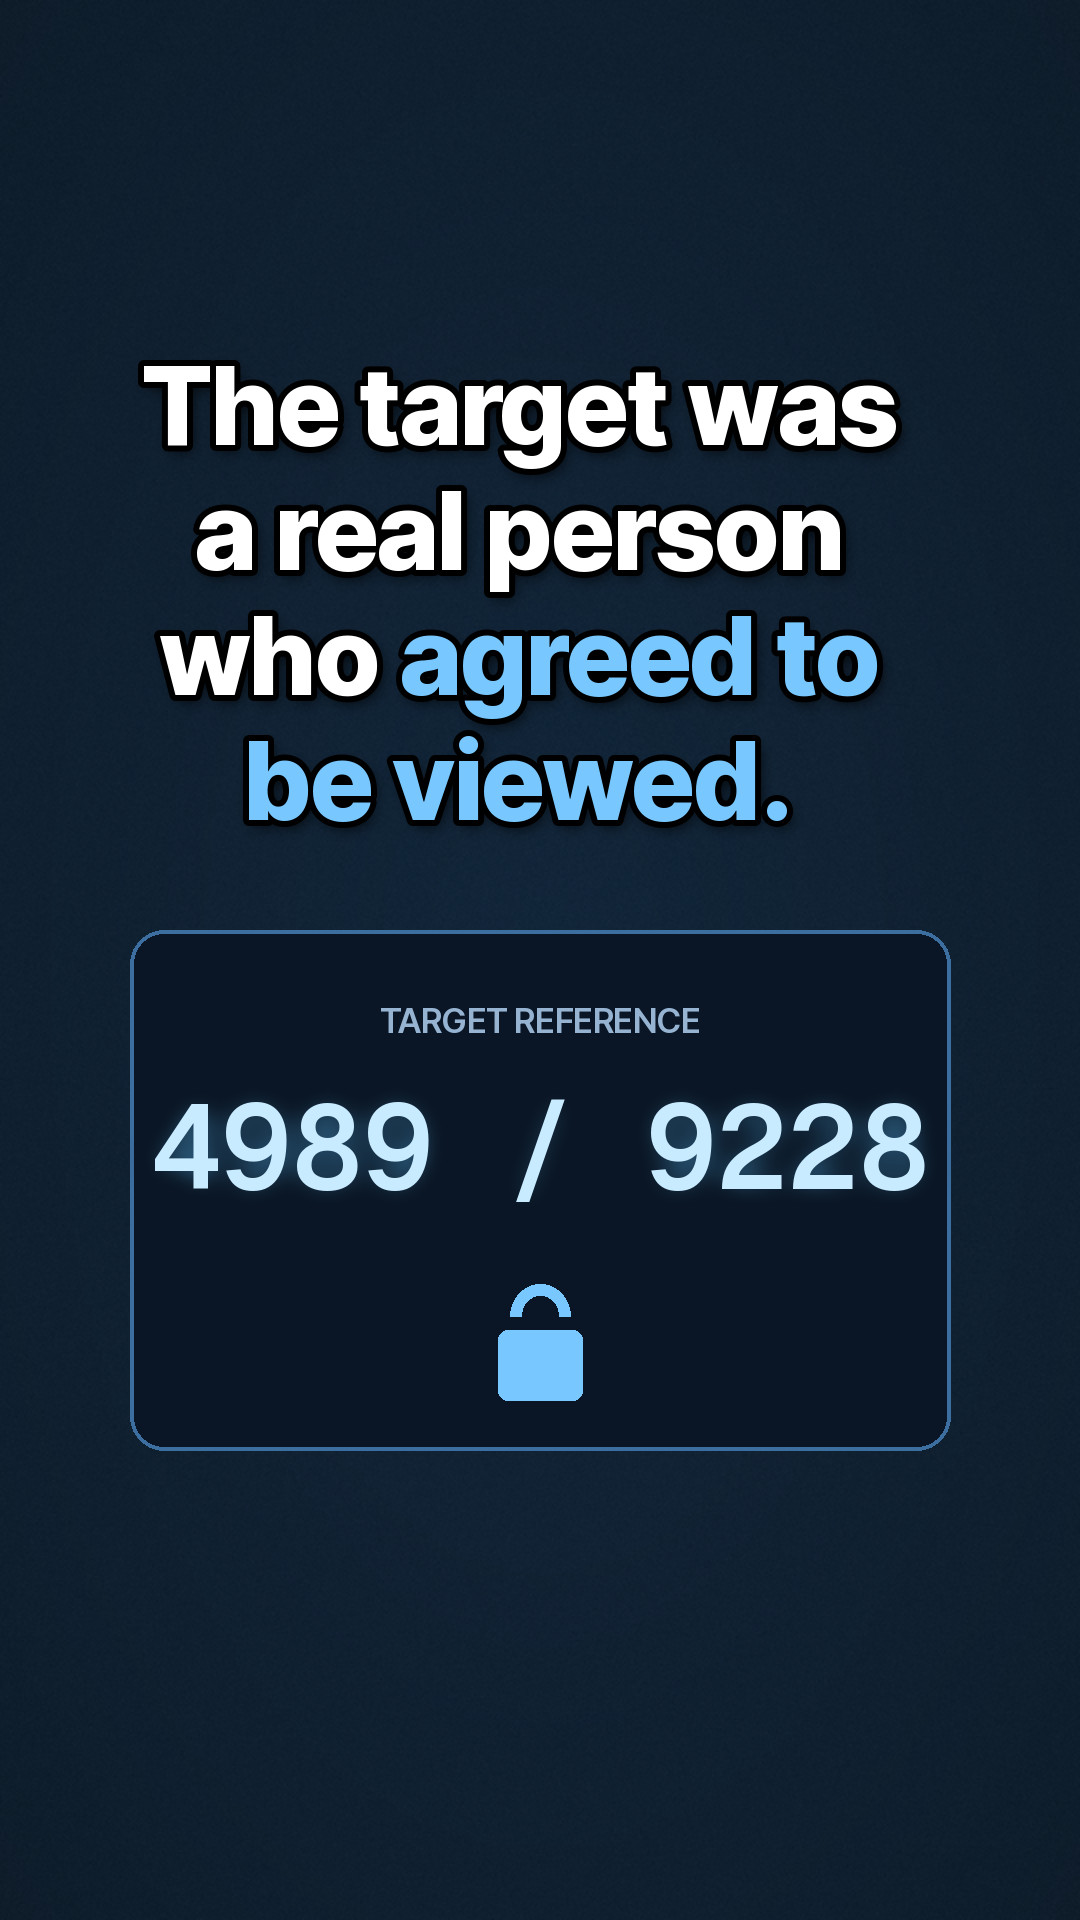 The target was
a real person
who agreed to
be viewed.
TARGET REFERENCE
4989 / 9228